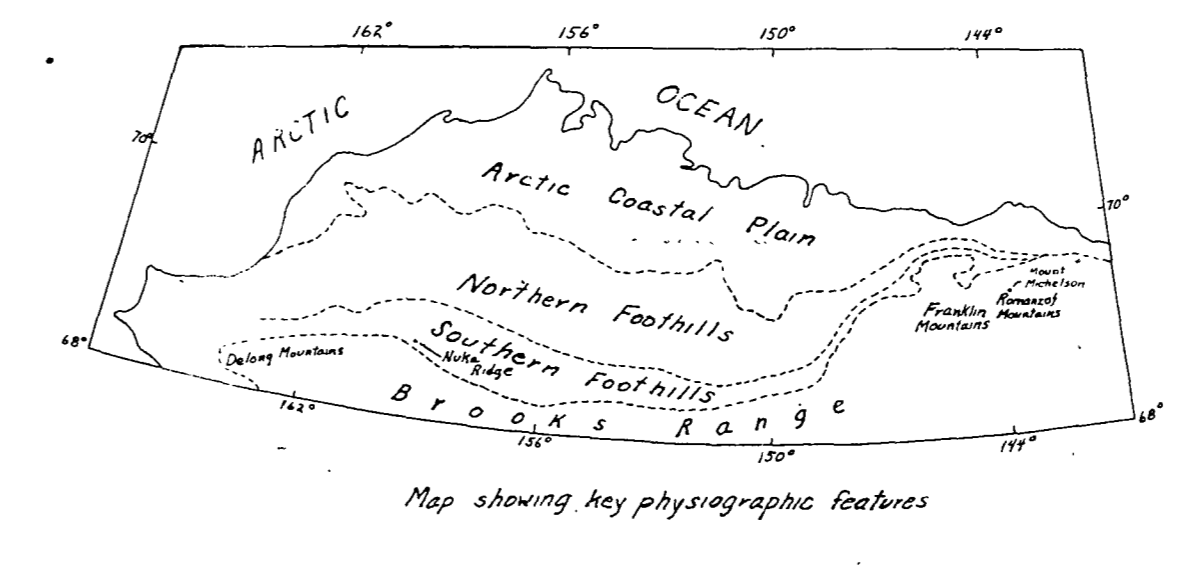 162° 156° 150° 144°
ARCTIC OCEAN
70°
Arctic Coastal Plain
70°
Mount
Michelson
Romanzof
Mountains
Franklin
Mountains
Northern Foothills
Southern Foothills
68°
Delong Mountains
Nuka
Ridge
Brooks Range
68°
162° 156° 150° 144°
Map showing key physiographic features